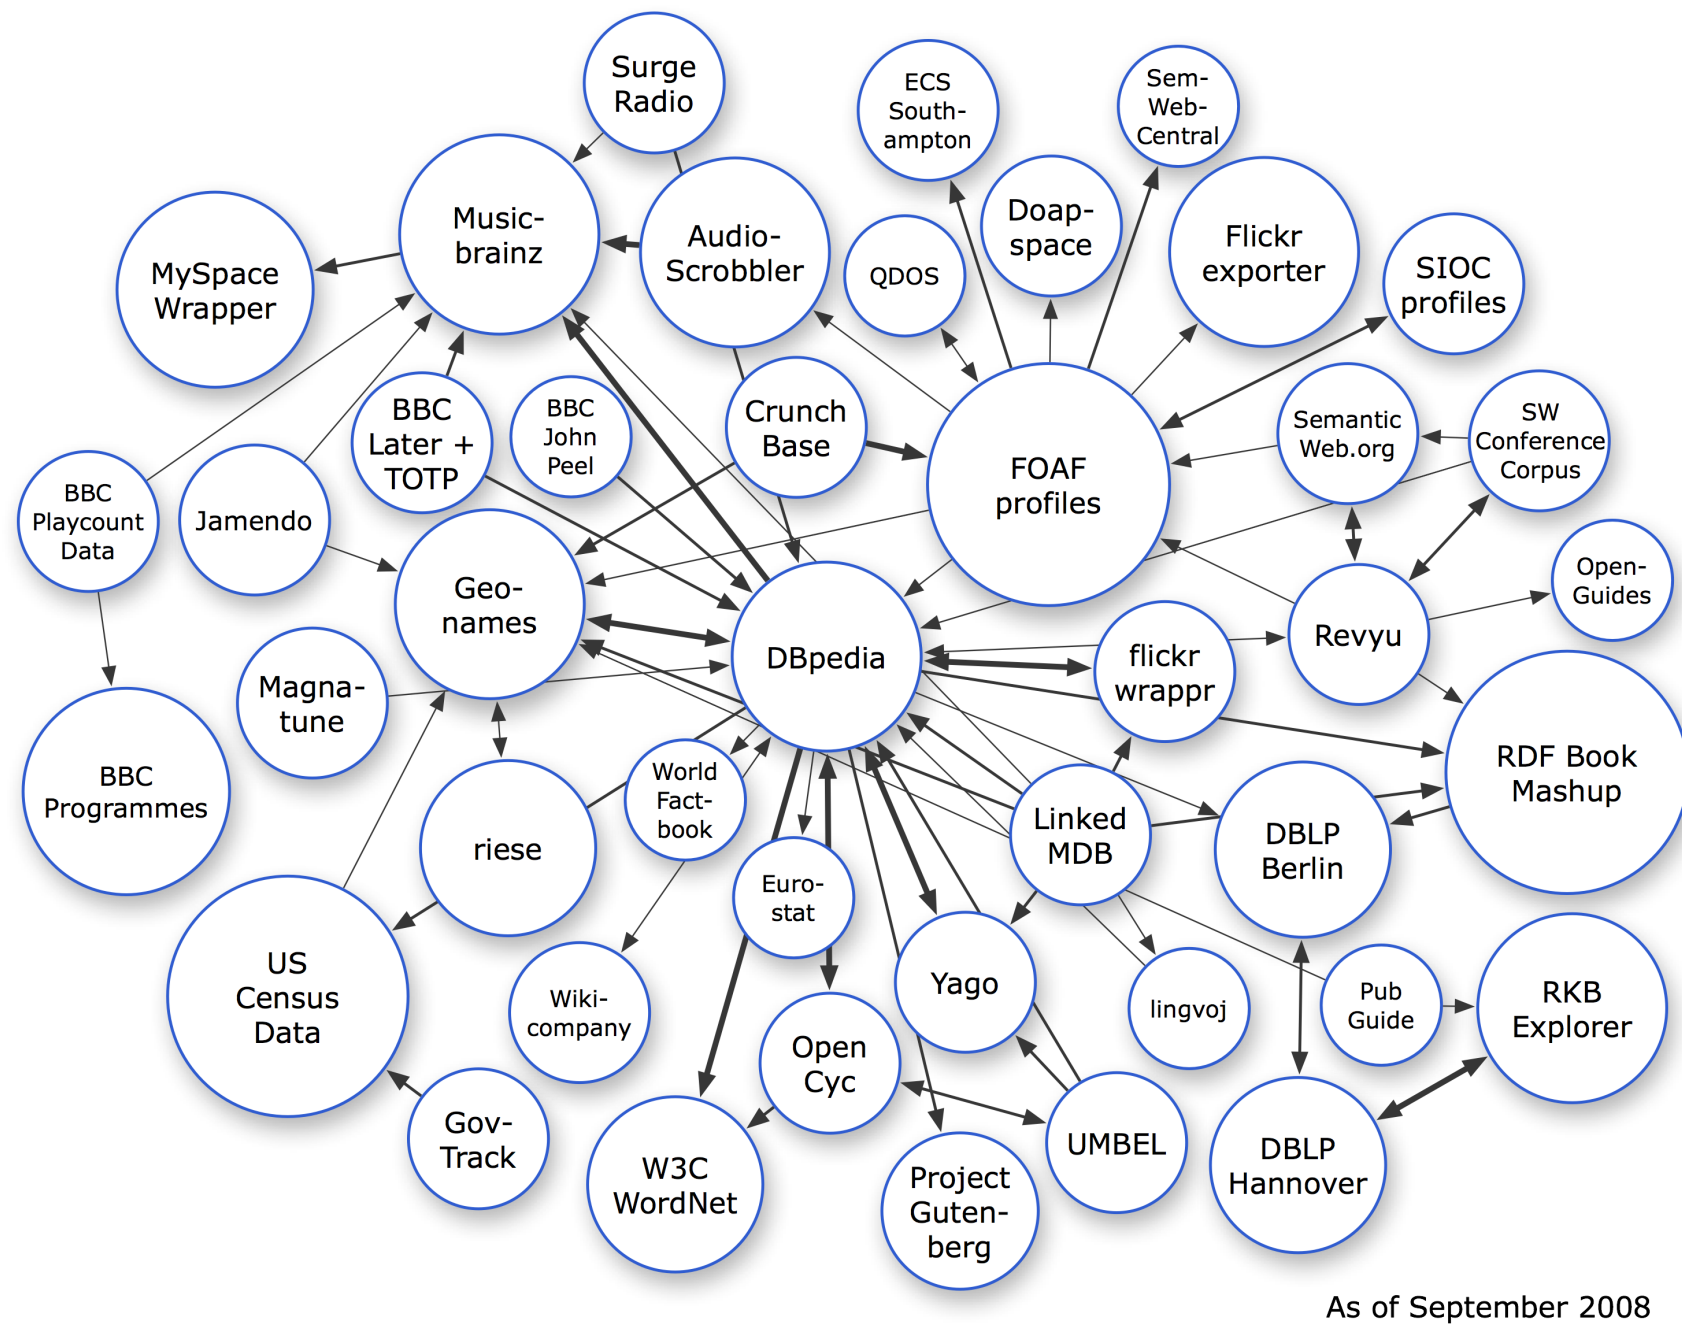 Surge
Radio
ECS
South-
ampton
Sem-
Web-
Central
Music-
brainz
Audio-
Scrobbler
Doap-
space
Flickr
exporter
MySpace
Wrapper
QDOS
SIOC
profiles
BBC
Later +
TOTP
BBC
John
Peel
Crunch
Base
FOAF
profiles
Semantic
Web.org
SW
Conference
Corpus
BBC
Playcount
Data
Jamendo
Geo-
names
DBpedia
flickr
wrappr
Revyu
Open-
Guides
Magna-
tune
BBC
Programmes
riese
World
Fact-
book
Linked
MDB
DBLP
Berlin
RDF Book
Mashup
Euro-
stat
US
Census
Data
Wiki-
company
Yago
lingvoj
Pub
Guide
RKB
Explorer
Open
Cyc
Gov-
Track
W3C
WordNet
Project
Guten-
berg
UMBEL
DBLP
Hannover
As of September 2008